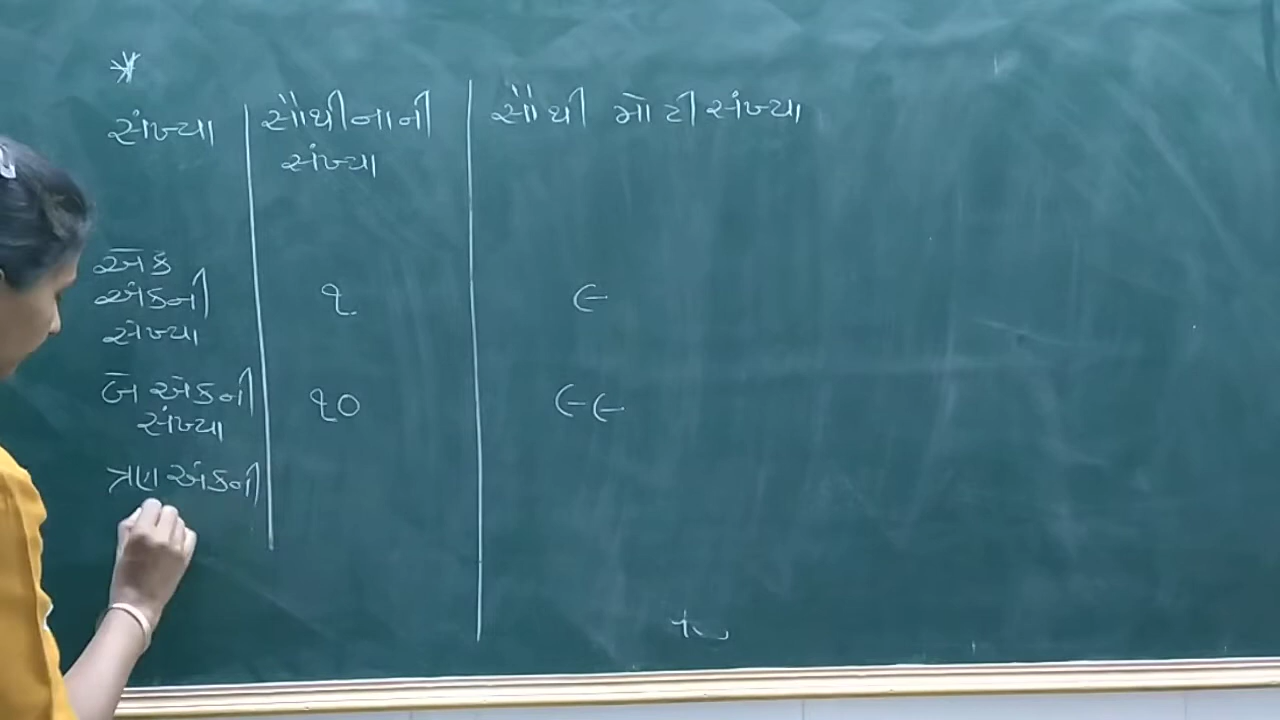 સંખ્યા | સૌથી નાની સંખ્યા | સૌથી મોટી સંખ્યા
એક અંકની સંખ્યા | ૧ | ૯
બે અંકની સંખ્યા | ૧૦ | ૯૯
ત્રણ અંકની